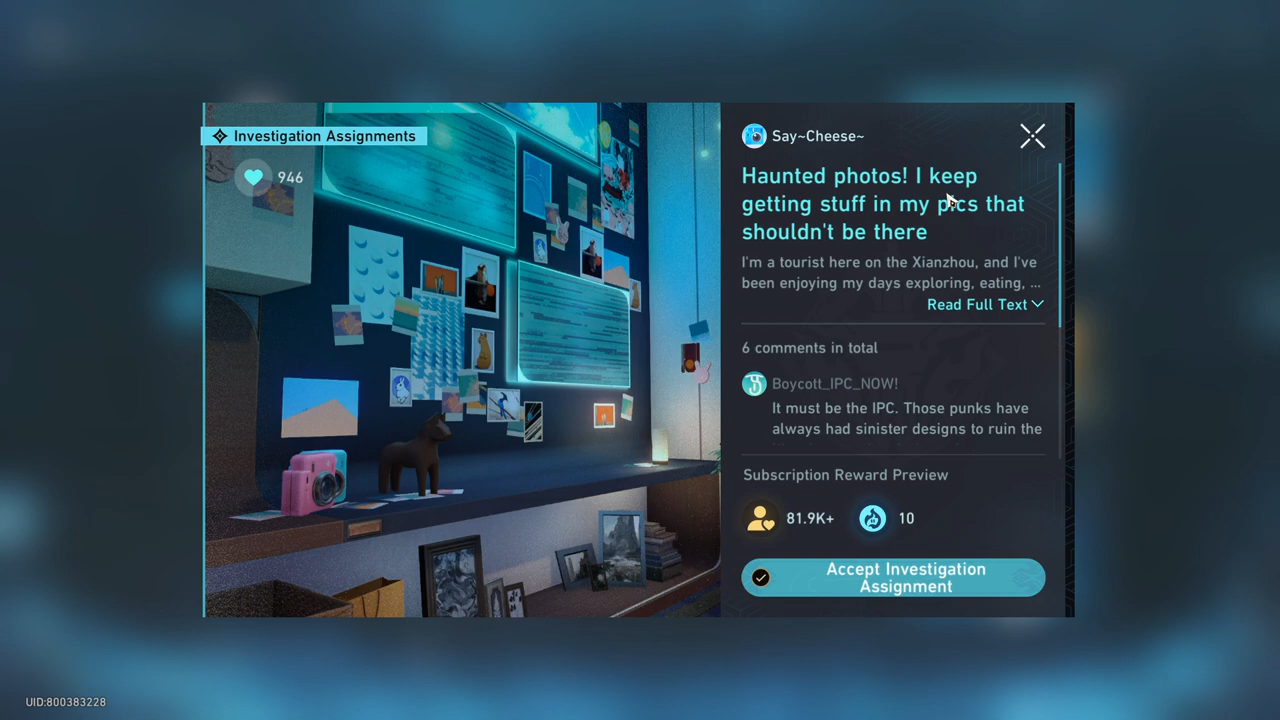 Investigation Assignments
946
Say~Cheese~
Haunted photos! I keep
getting stuff in my pics that
shouldn't be there
I'm a tourist here on the Xianzhou, and I've
been enjoying my days exploring, eating, ...
Read Full Text
6 comments in total
Boycott_IPC_NOW!
It must be the IPC. Those punks have
always had sinister designs to ruin the
Subscription Reward Preview
81.9K+
10
Accept Investigation
Assignment
UID:800383228